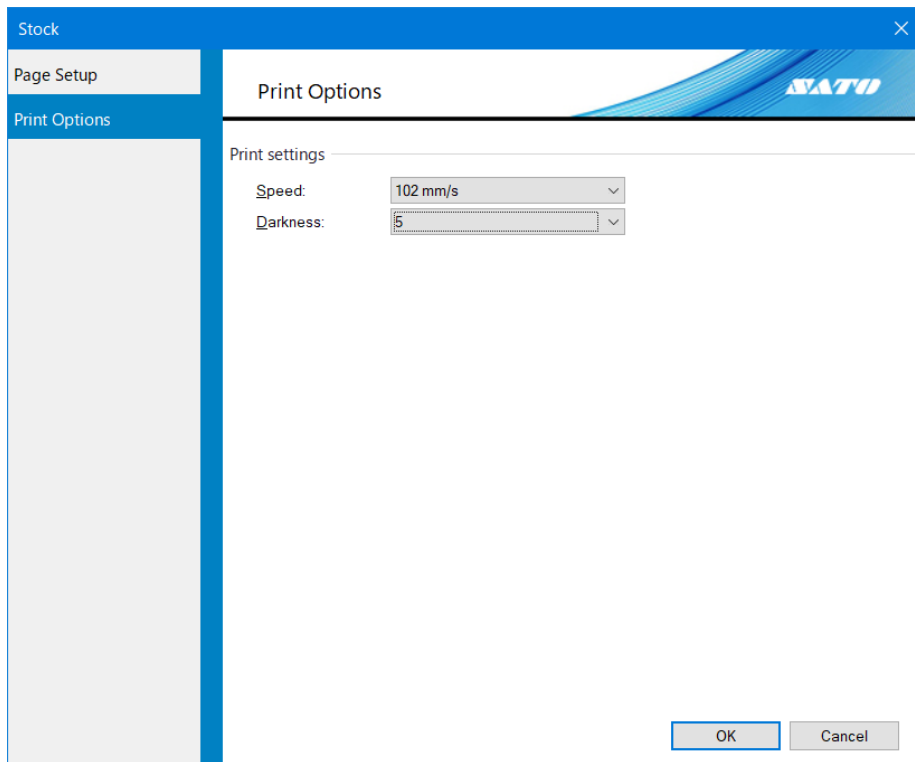 Stock
Page Setup
Print Options
Print Options
SATO
Print settings
Speed: 102 mm/s
Darkness: 5
OK Cancel